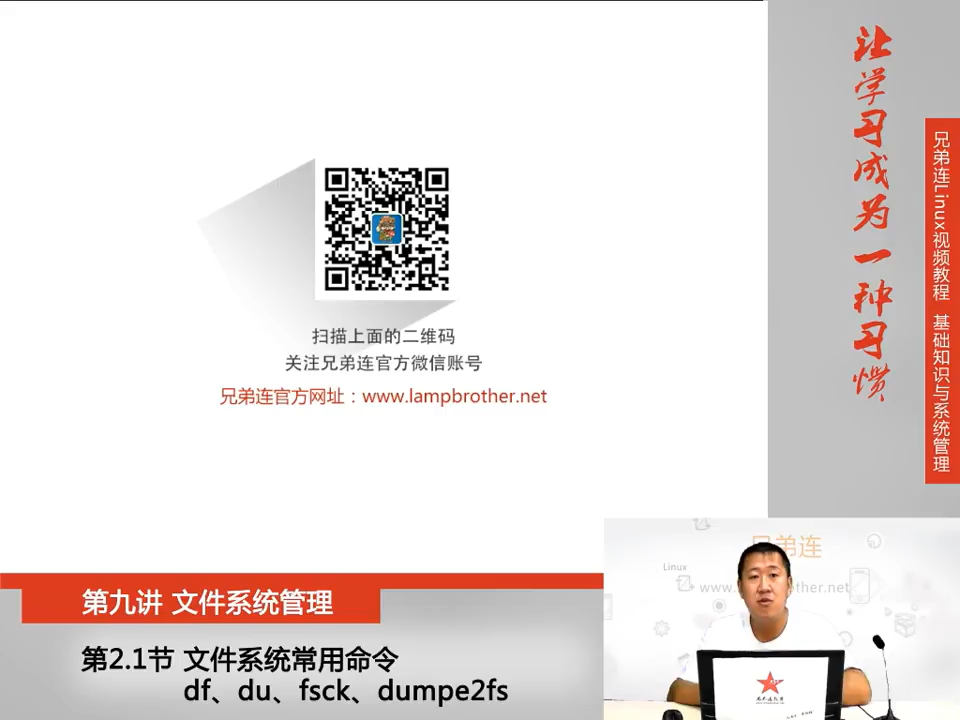 扫描上面的二维码
关注兄弟连官方微信账号
兄弟连官方网址：www.lampbrother.net
让学习成为一种习惯
兄弟连Linux视频教程 基础知识与系统管理
第九讲 文件系统管理
第2.1节 文件系统常用命令
df、du、fsck、dumpe2fs
兄弟连
Linux